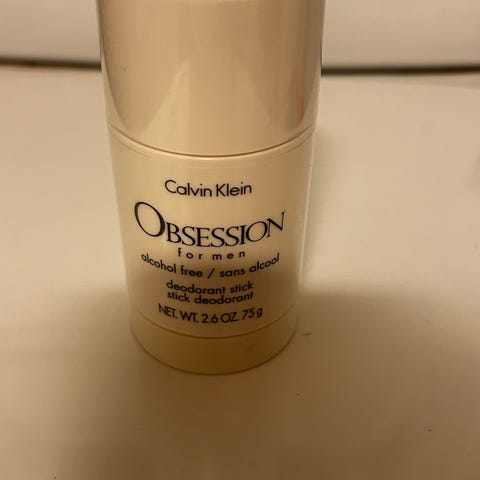 Calvin Klein
OBSESSION
for men
alcohol free / sans alcool
deodorant stick
stick deodorant
NET. WT. 2.6 OZ. 75 g